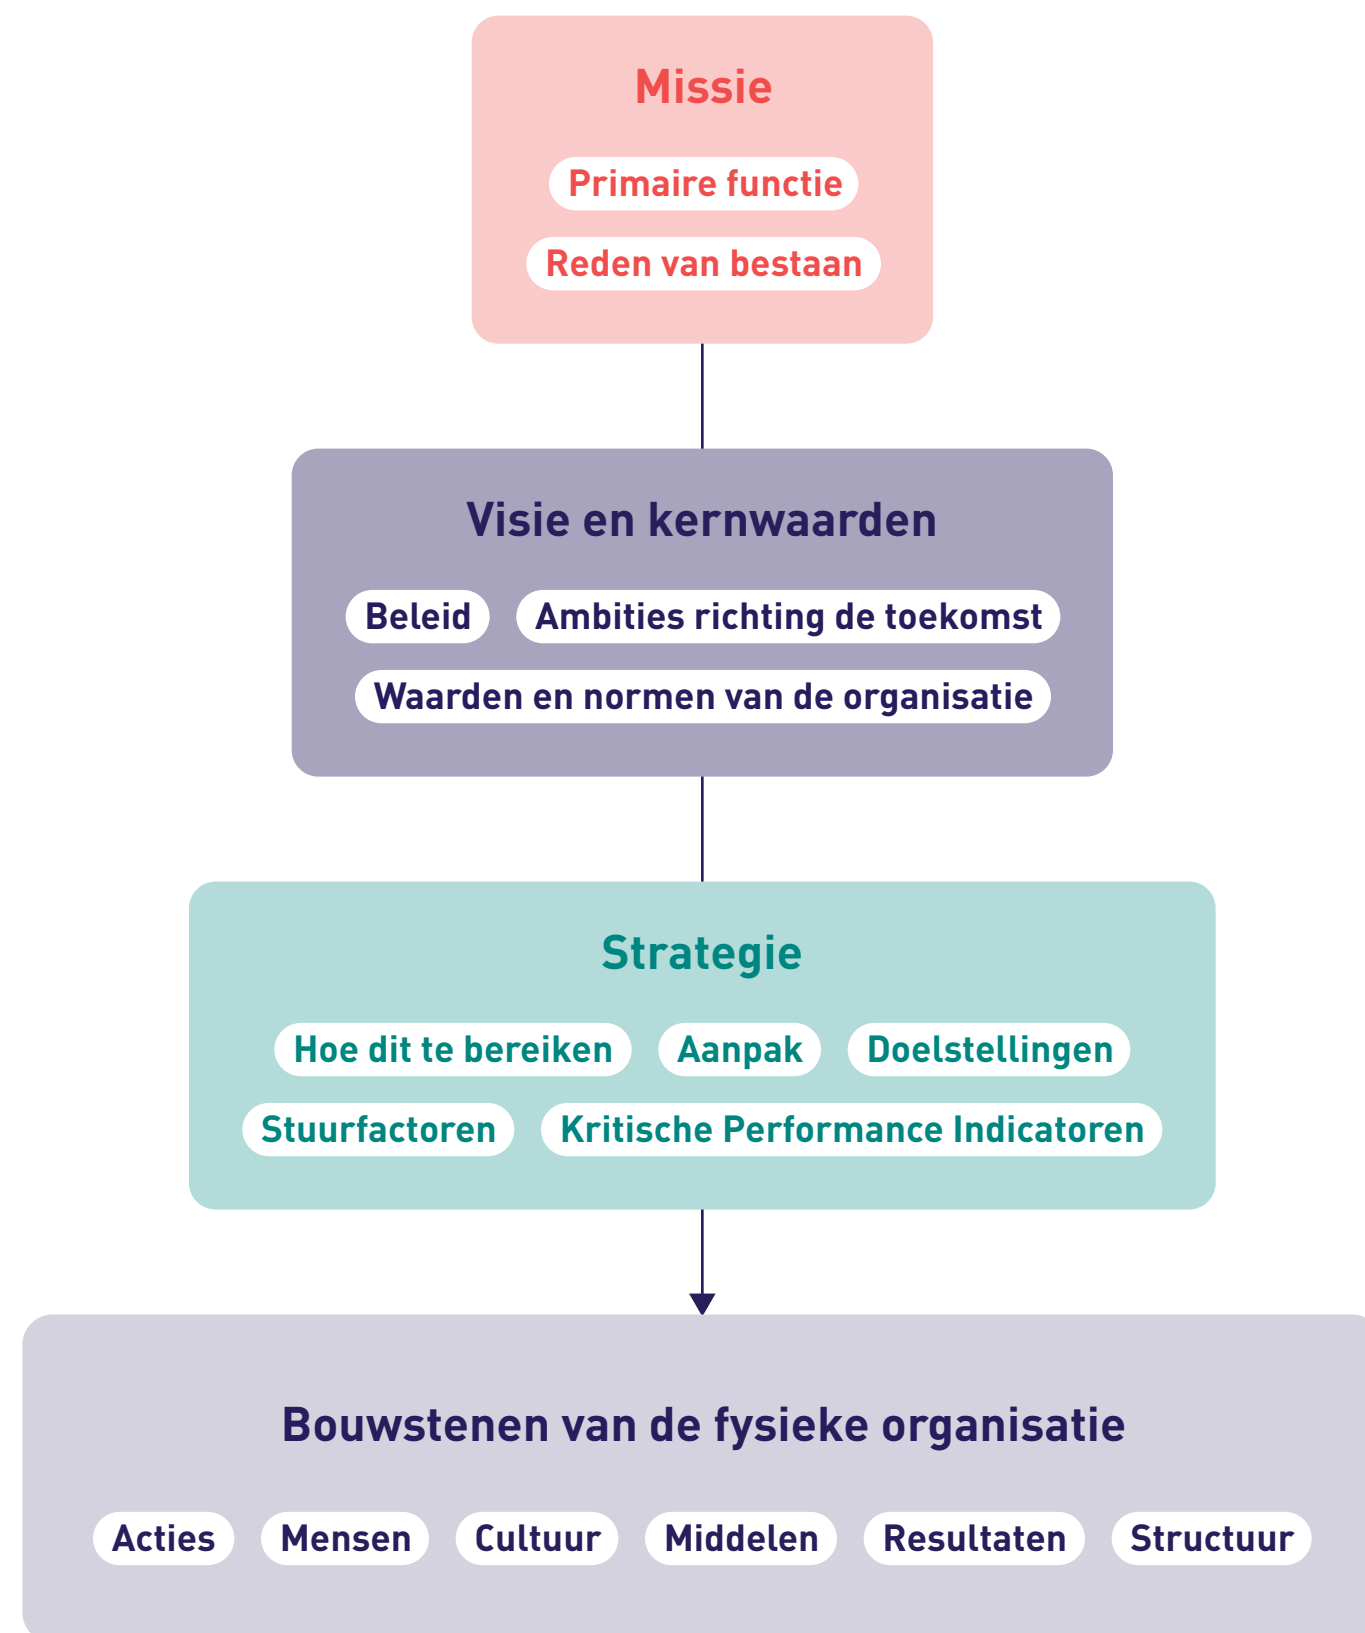 Missie
Primaire functie
Reden van bestaan
Visie en kernwaarden
Beleid Ambities richting de toekomst
Waarden en normen van de organisatie
Strategie
Hoe dit te bereiken Aanpak Doelstellingen
Stuurfactoren Kritische Performance Indicatoren
Bouwstenen van de fysieke organisatie
Acties Mensen Cultuur Middelen Resultaten Structuur